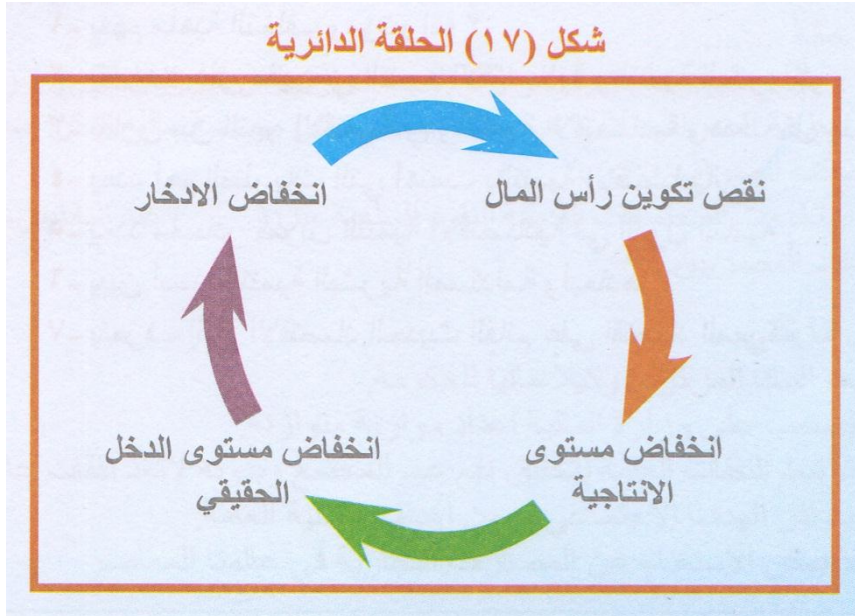 شكل (١٧) الحلقة الدائرية
نقص تكوين رأس المال
انخفاض الادخار
انخفاض مستوى
الانتاجية
انخفاض مستوى الدخل
الحقيقي